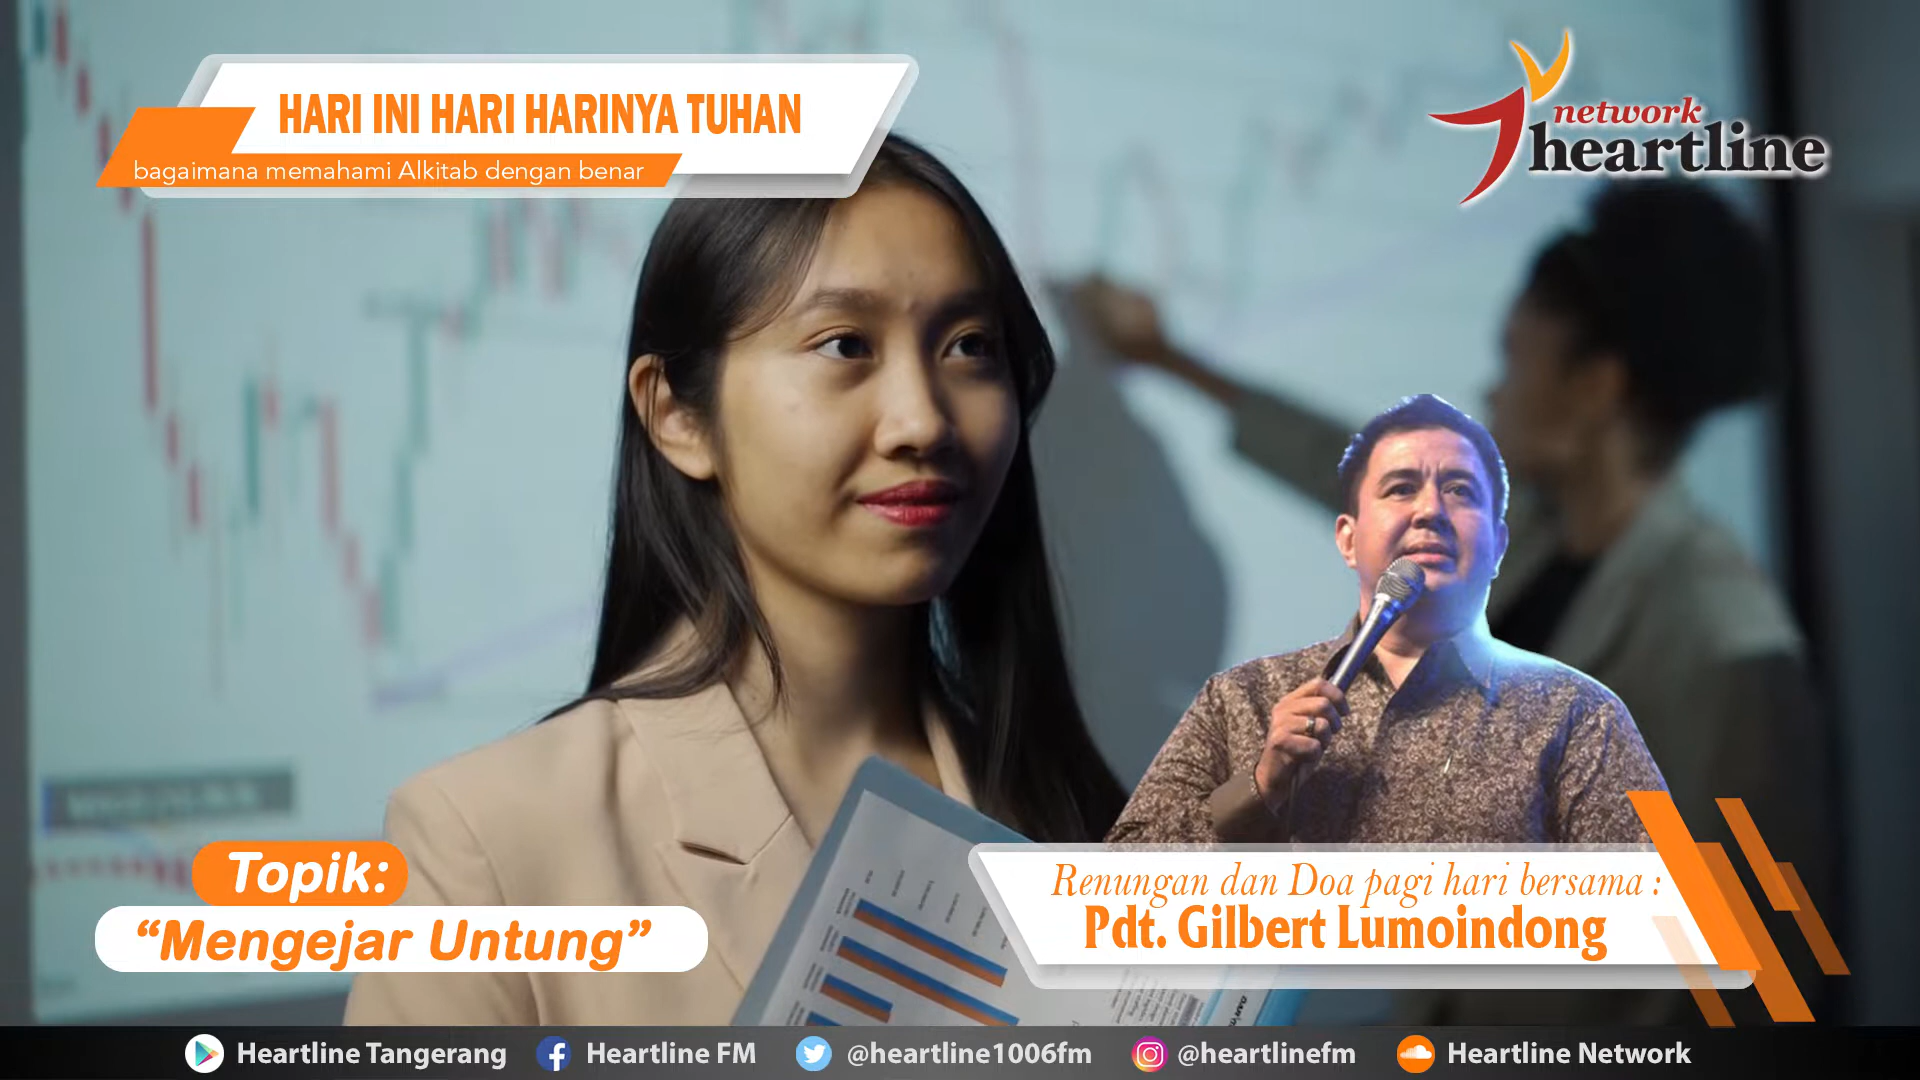 HARI INI HARI HARINYA TUHAN
bagaimana memahami Alkitab dengan benar
network
heartline
Topik:
“Mengejar Untung”
Renungan dan Doa pagi hari bersama :
Pdt. Gilbert Lumoindong
Heartline Tangerang
Heartline FM
@heartline1006fm
@heartlinefm
Heartline Network